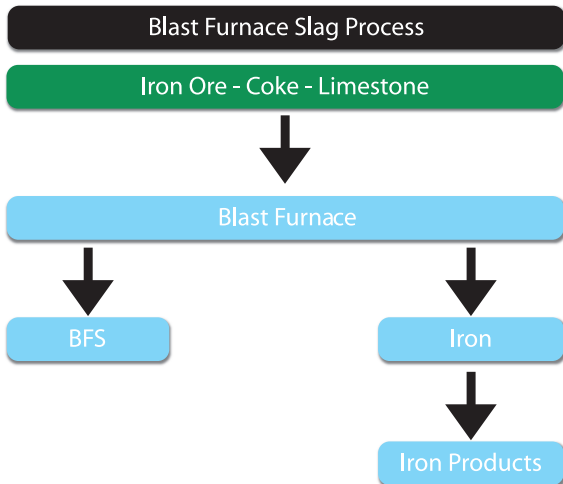 Blast Furnace Slag Process
Iron Ore - Coke - Limestone
Blast Furnace
BFS
Iron
Iron Products